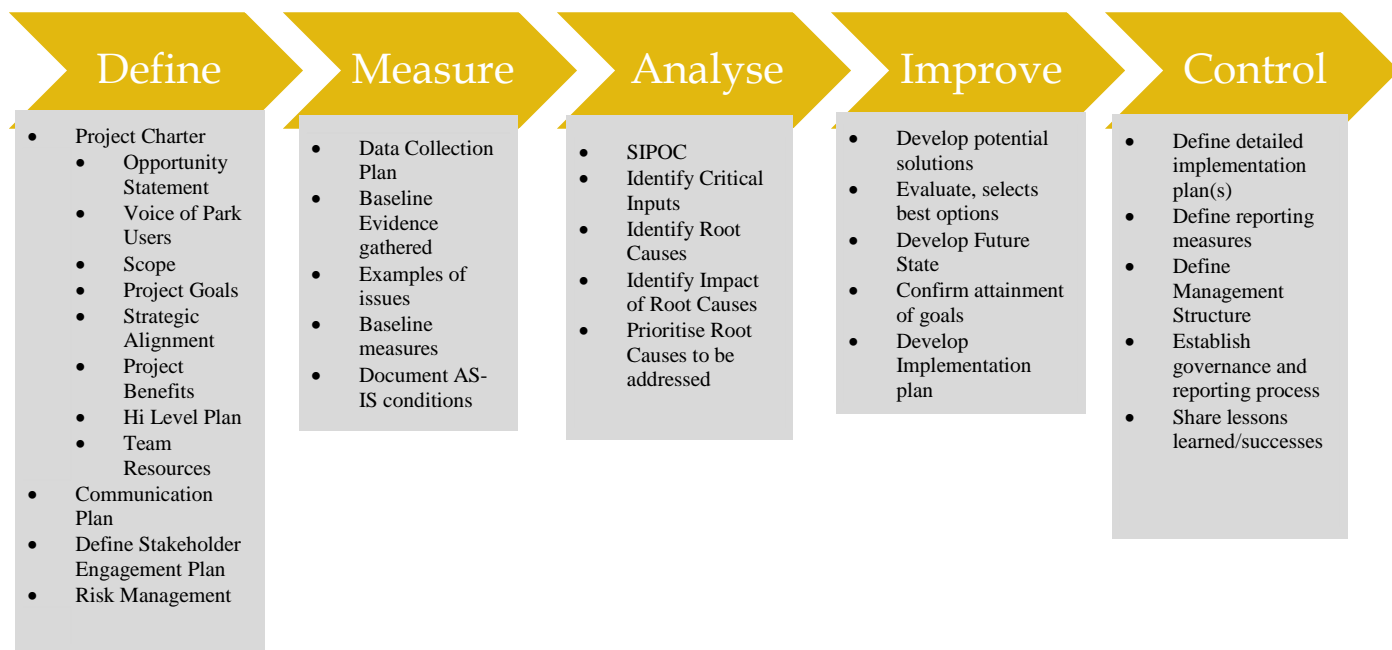 Define
Measure
Analyse
Improve
Control
• Project Charter
• Opportunity
Statement
• Voice of Park
Users
• Scope
• Project Goals
• Strategic
Alignment
• Project
Benefits
• Hi Level Plan
• Team
Resources
• Communication
Plan
• Define Stakeholder
Engagement Plan
• Risk Management
• Data Collection
Plan
• Baseline
Evidence
gathered
• Examples of
issues
• Baseline
measures
• Document AS-
IS conditions
• SIPOC
• Identify Critical
Inputs
• Identify Root
Causes
• Identify Impact
of Root Causes
• Prioritise Root
Causes to be
addressed
• Develop potential
solutions
• Evaluate, selects
best options
• Develop Future
State
• Confirm attainment
of goals
• Develop
Implementation
plan
• Define detailed
implementation
plan(s)
• Define reporting
measures
• Define
Management
Structure
• Establish
governance and
reporting process
• Share lessons
learned/successes